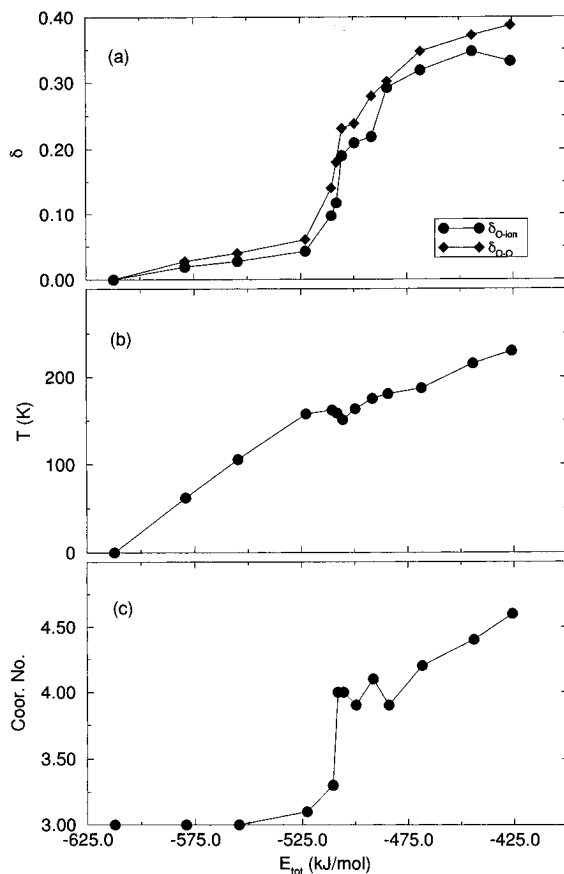 0.40
(a)
0.30
δ
0.20
0.10
δO-ion
δO-O
0.00
(b)
200
T (K)
100
0
(c)
4.50
Coor. No.
4.00
3.50
3.00
-625.0 -575.0 -525.0 -475.0 -425.0
Etot (kJ/mol)